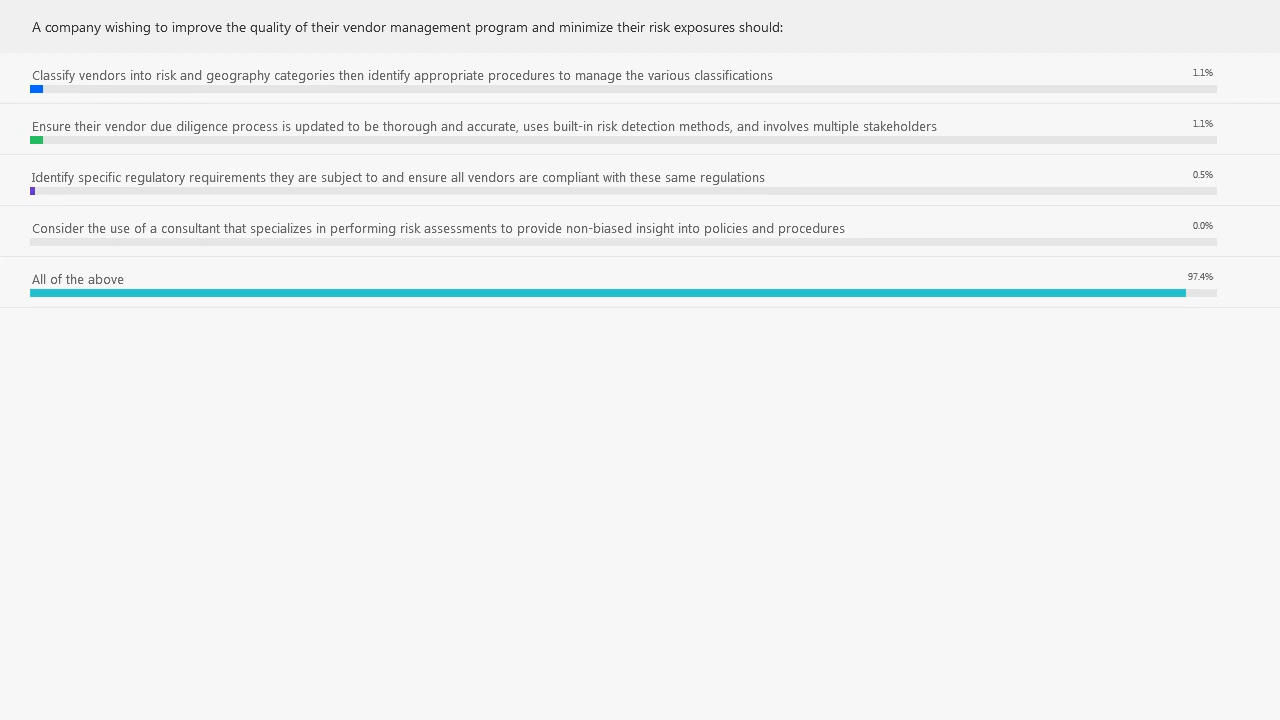 A company wishing to improve the quality of their vendor management program and minimize their risk exposures should:
Classify vendors into risk and geography categories then identify appropriate procedures to manage the various classifications
1.1%
Ensure their vendor due diligence process is updated to be thorough and accurate, uses built-in risk detection methods, and involves multiple stakeholders
1.1%
Identify specific regulatory requirements they are subject to and ensure all vendors are compliant with these same regulations
0.5%
Consider the use of a consultant that specializes in performing risk assessments to provide non-biased insight into policies and procedures
0.0%
All of the above
97.4%